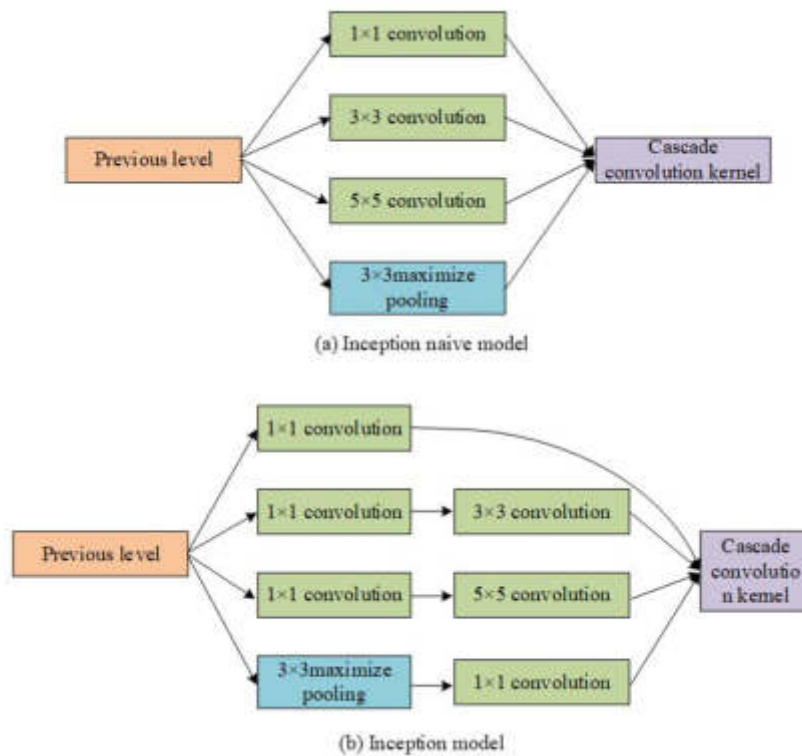 1×1 convolution
3×3 convolution
Previous level
Cascade
convolution kernel
5×5 convolution
3×3maximize
pooling
(a) Inception naive model
1×1 convolution
1×1 convolution
3×3 convolution
Previous level
Cascade
convolutio
n kernel
1×1 convolution
5×5 convolution
3×3maximize
pooling
1×1 convolution
(b) Inception model